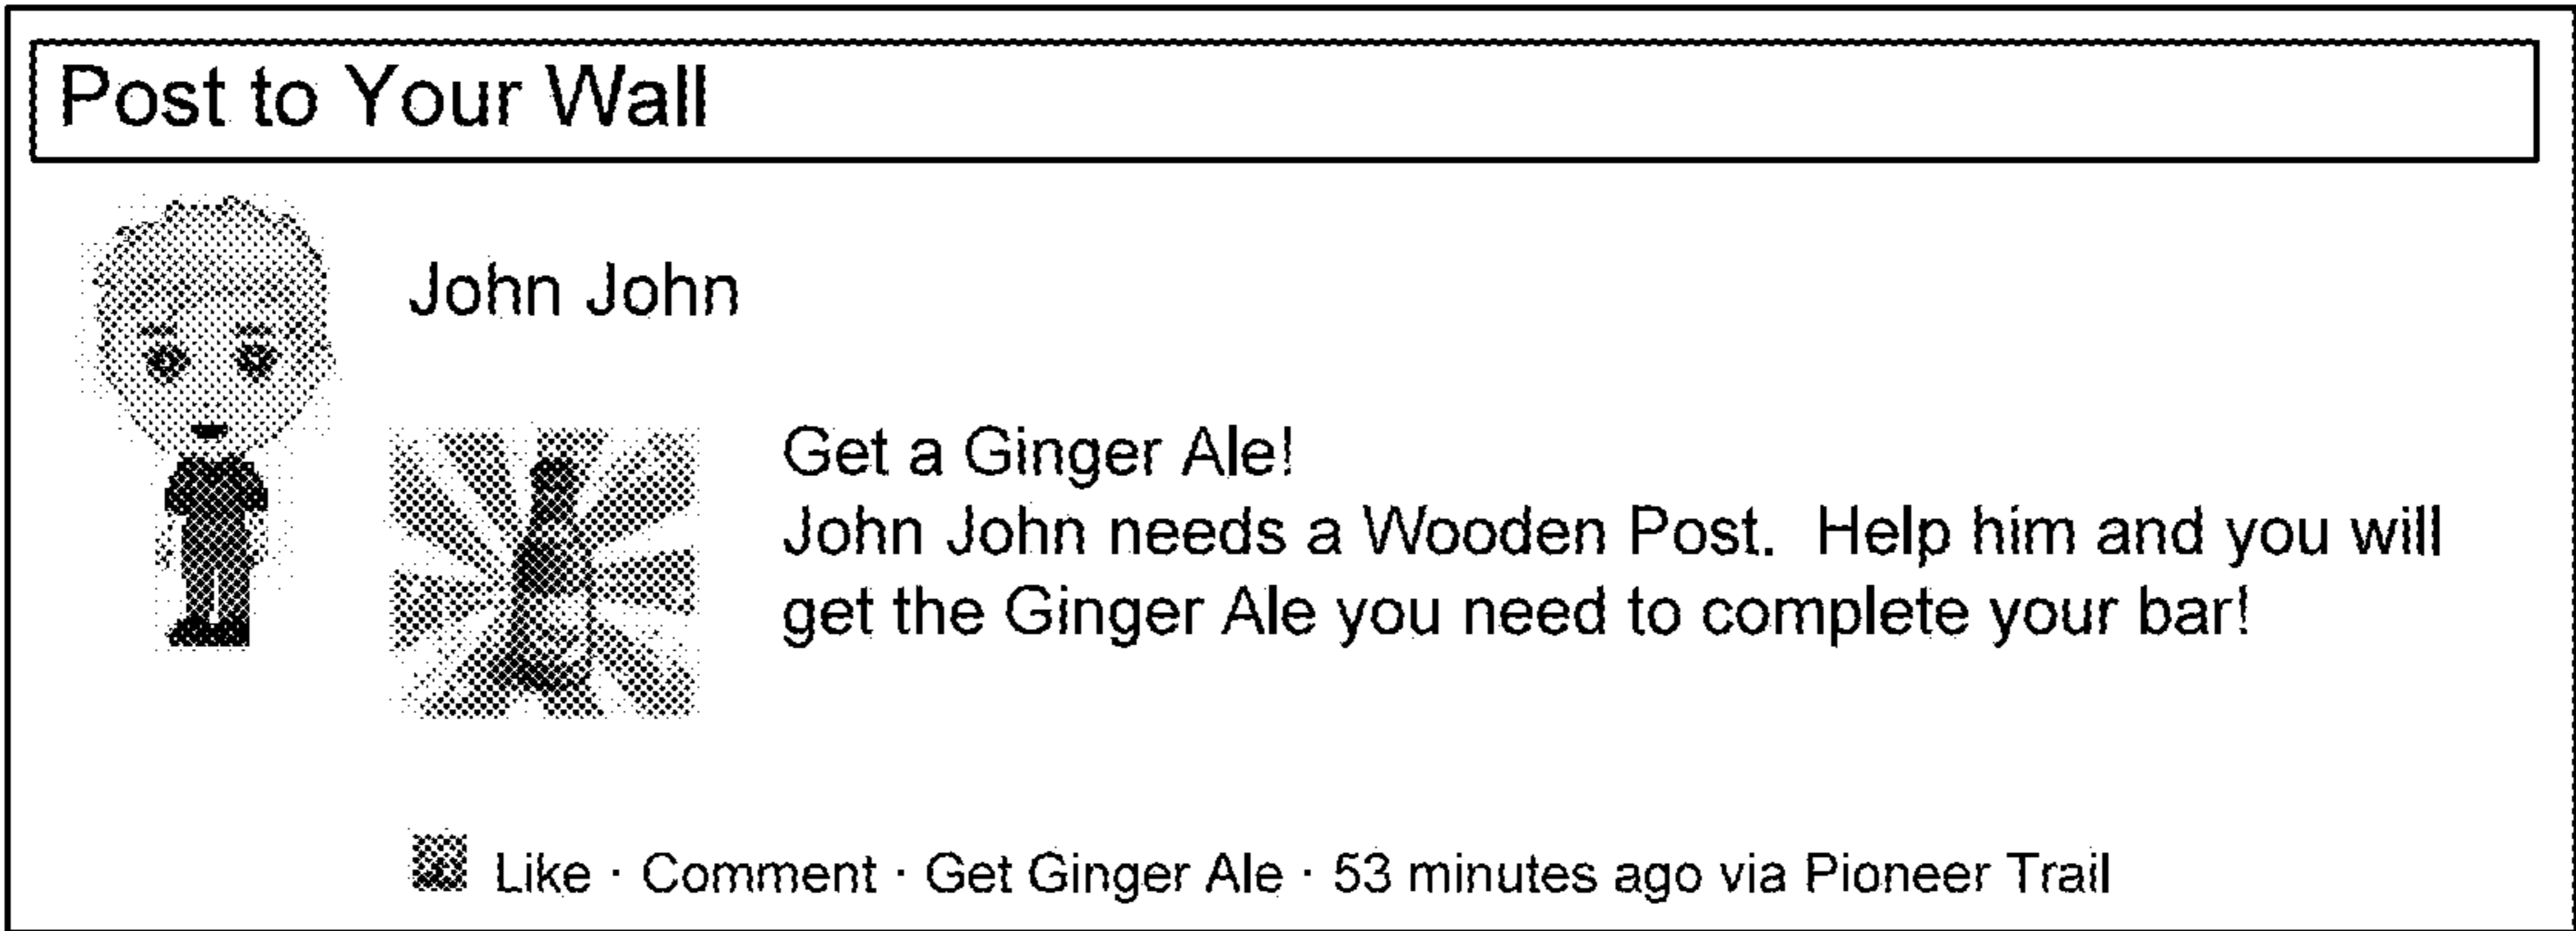 Post to Your Wall
John John
Get a Ginger Ale!
John John needs a Wooden Post.  Help him and you will
get the Ginger Ale you need to complete your bar!
Like · Comment · Get Ginger Ale · 53 minutes ago via Pioneer Trail